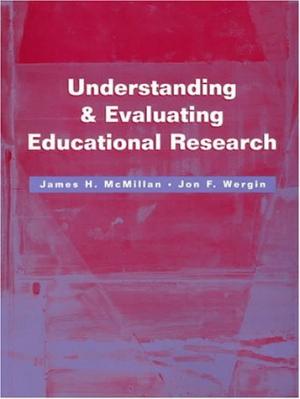 Understanding
& Evaluating
Educational Research
James H. McMillan • Jon F. Wergin